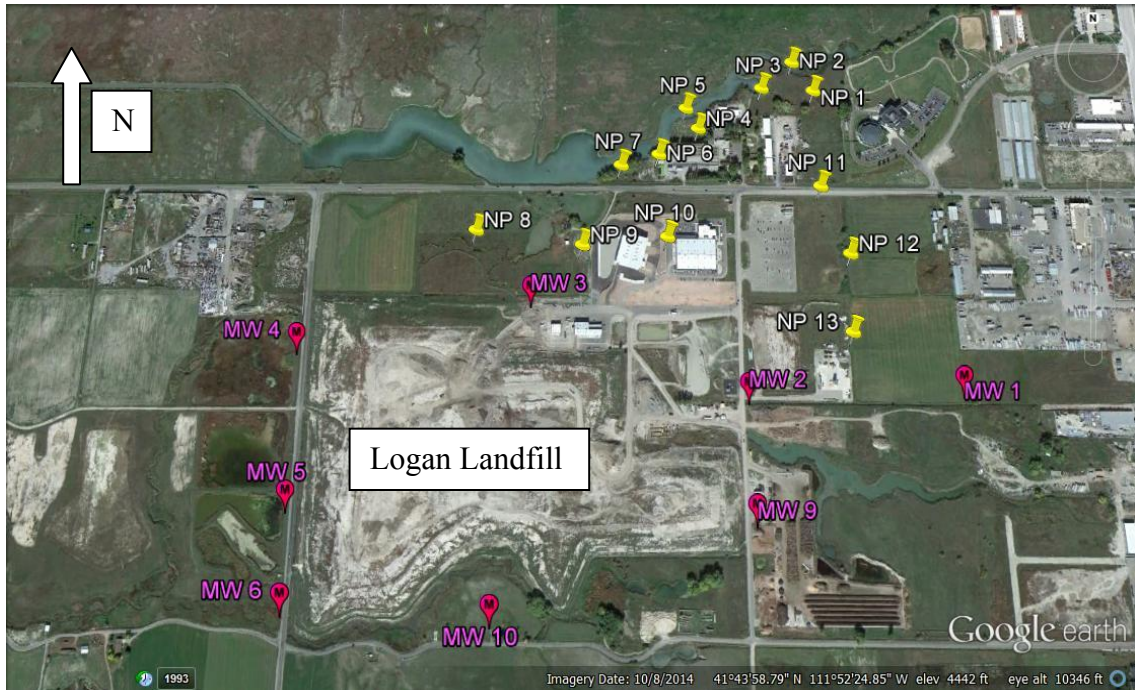 N
NP 2
NP 3
NP 1
NP 5
NP 4
N
NP 7
NP 6
NP 11
NP 8
NP 10
NP 9
NP 12
MW 3
NP 13
MW 4
MW 2
MW 1
Logan Landfill
MW 5
MW 9
MW 6
MW 10
Google earth
1993
Imagery Date: 10/8/2014 41°43'58.79" N 111°52'24.85" W elev 4442 ft eye alt 10346 ft